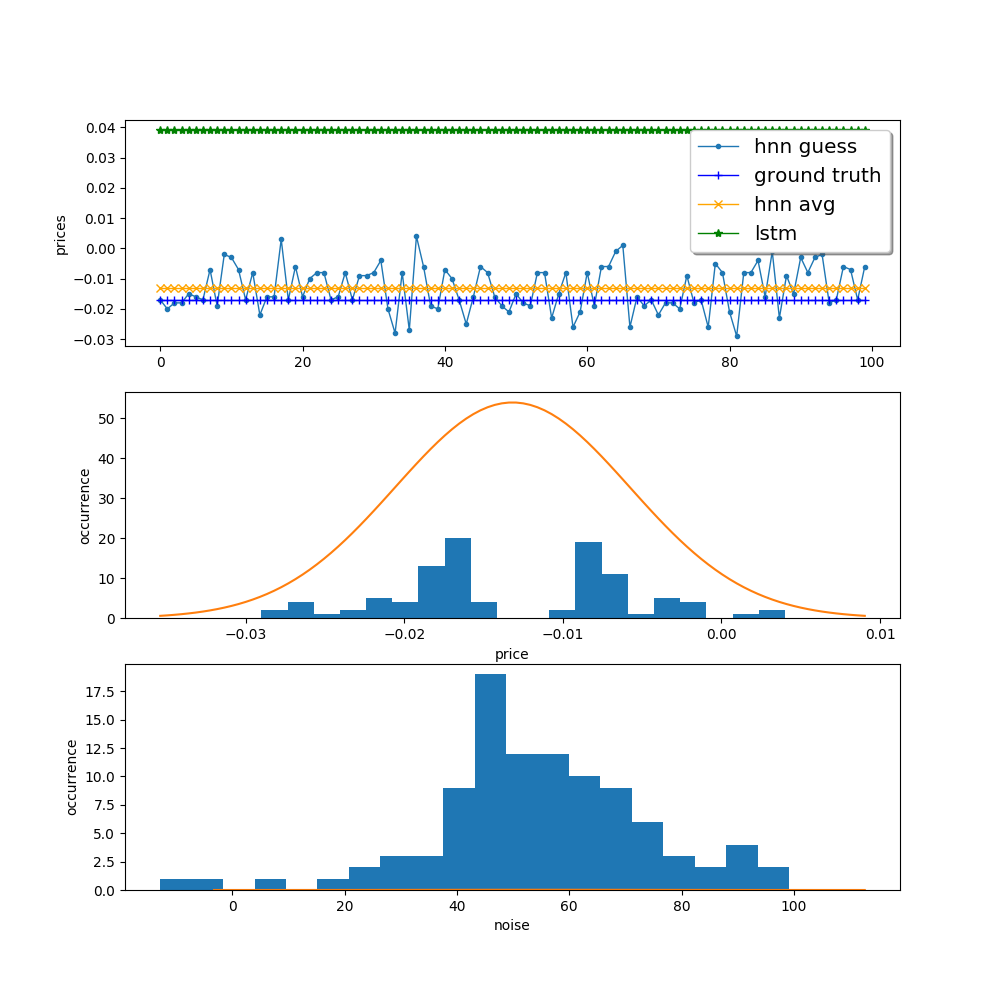 0.04
0.03
0.02
0.01
0.00
−0.01
−0.02
−0.03
prices
hnn guess
ground truth
hnn avg
lstm
0 20 40 60 80 100
50
40
30
20
10
0
occurrence
−0.03 −0.02 −0.01 0.00 0.01
price
17.5
15.0
12.5
10.0
7.5
5.0
2.5
0.0
occurrence
0 20 40 60 80 100
noise